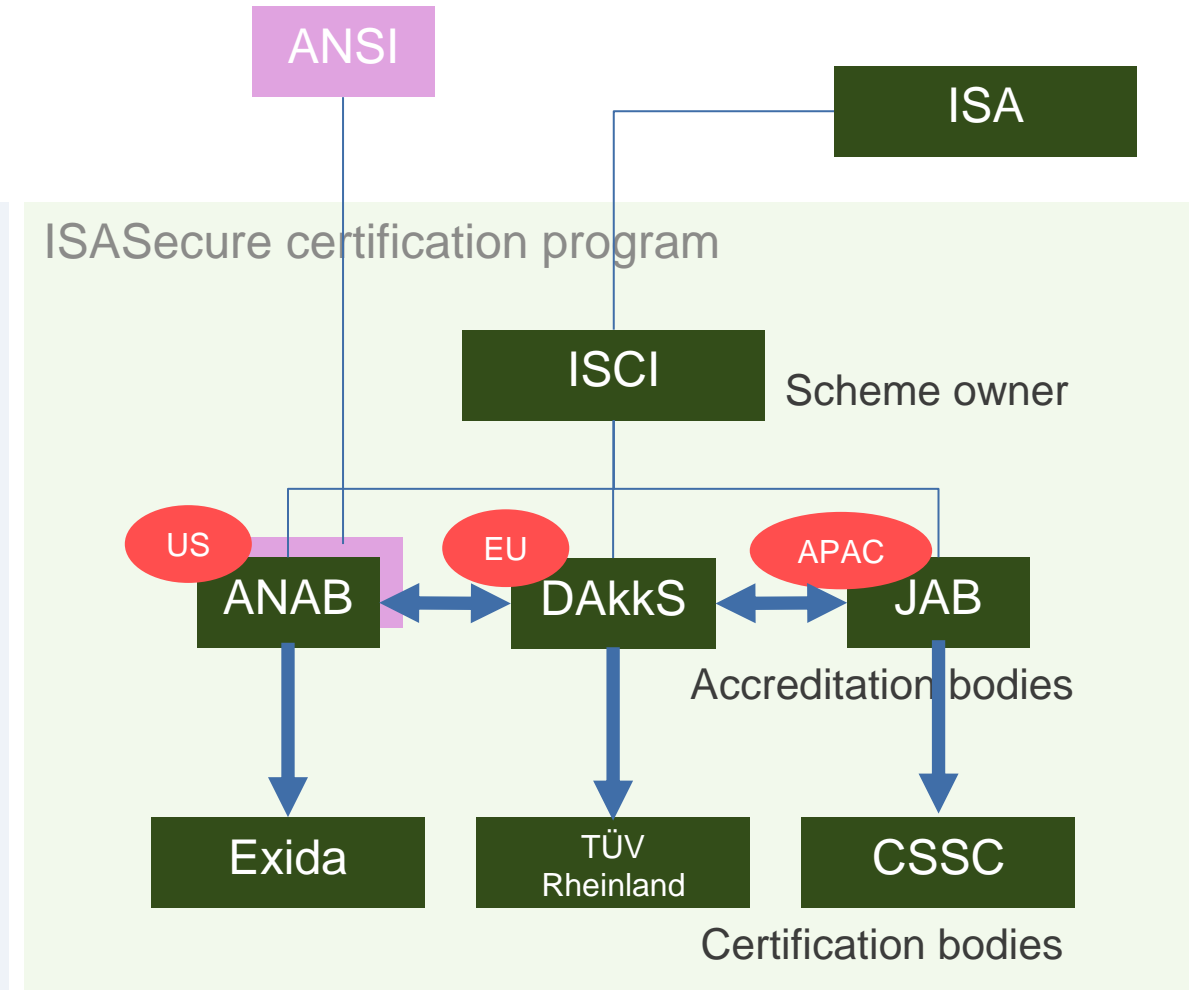 ANSI
ISA
ISASecure certification program
ISCI
Scheme owner
US
EU
APAC
ANAB
DAkkS
JAB
Accreditation bodies
Exida
TÜV
Rheinland
CSSC
Certification bodies